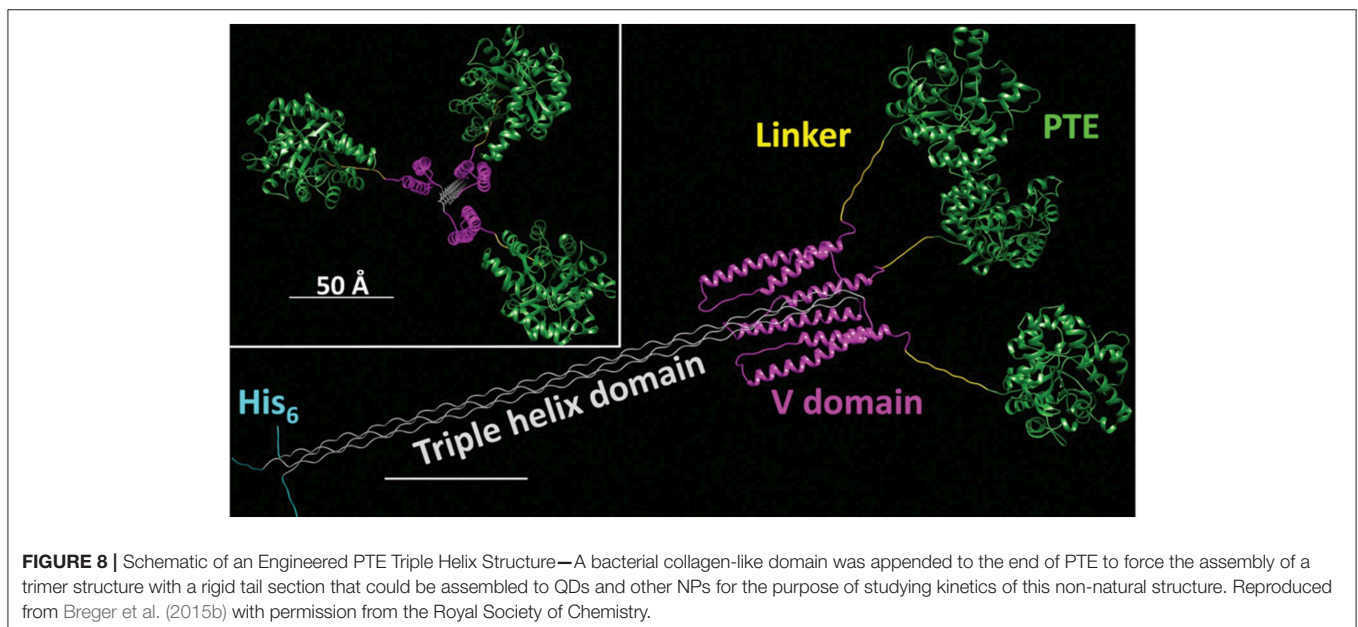 50 Å
Linker
PTE
His₆
Triple helix domain
V domain
FIGURE 8 | Schematic of an Engineered PTE Triple Helix Structure—A bacterial collagen-like domain was appended to the end of PTE to force the assembly of a
trimer structure with a rigid tail section that could be assembled to QDs and other NPs for the purpose of studying kinetics of this non-natural structure. Reproduced
from Breger et al. (2015b) with permission from the Royal Society of Chemistry.